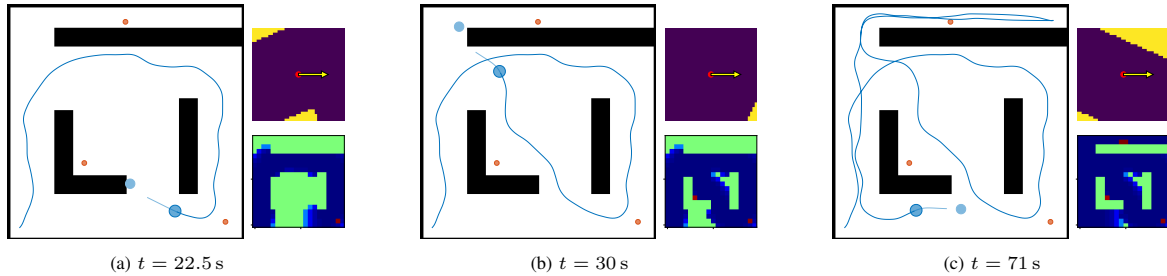 (a) t = 22.5 s
(b) t = 30 s
(c) t = 71 s